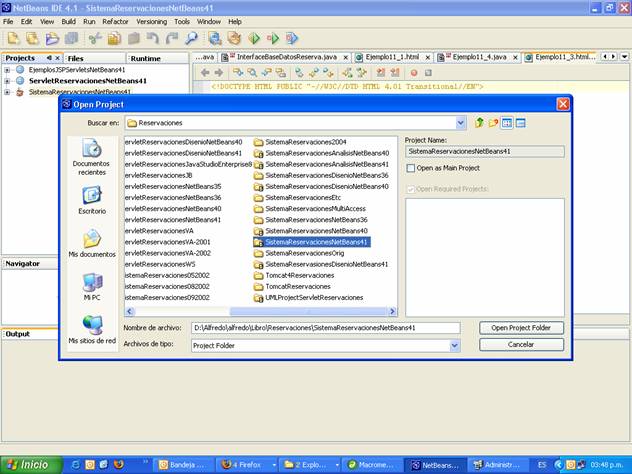 NetBeans IDE 4.1 - SistemaReservacionesNetBeans41
File Edit View Build Run Refactor Versioning Tools Window Help
Projects Files Runtime
...ava InterfaceBaseDatosReserva.java Ejemplo11_1.html Ejemplo11_4.java Ejemplo11_3.html...
EjemplosJSPServletsNetBeans41
ServletReservacionesNetBeans41
SistemaReservacionesNetBeans41
<!DOCTYPE HTML PUBLIC "-//W3C//DTD HTML 4.01 Transitional//EN">
Open Project
Buscar en: Reservaciones
Documentos recientes
Escritorio
Mis documentos
Mi PC
Mis sitios de red
ervletReservacionesDisenioNetBeans40
ervletReservacionesDisenioNetBeans41
ervletReservacionesJavaStudioEnterprise8
ervletReservacionesJB
ervletReservacionesNetBeans35
ervletReservacionesNetBeans36
ervletReservacionesNetBeans40
ervletReservacionesNetBeans41
ervletReservacionesVA
ervletReservacionesVA-2001
ervletReservacionesVA-2002
ervletReservacionesWS
istemaReservaciones052002
istemaReservaciones082002
istemaReservaciones092002
SistemaReservaciones2004
SistemaReservacionesAnalisisNetBeans40
SistemaReservacionesAnalisisNetBeans41
SistemaReservacionesDisenioNetBeans36
SistemaReservacionesDisenioNetBeans40
SistemaReservacionesEtc
SistemaReservacionesMultiAccess
SistemaReservacionesNetBeans36
SistemaReservacionesNetBeans40
SistemaReservacionesNetBeans41
SistemaReservacionesOrig
SistemaReservacionesDisenioNetBeans41
Tomcat4Reservaciones
TomcatReservaciones
UMLProjectServletReservaciones
Project Name:
SistemaReservacionesNetBeans41
Open as Main Project
Open Required Projects:
Nombre de archivo: D:\Alfredo\alfredo\Libro\Reservaciones\SistemaReservacionesNetBeans41
Open Project Folder
Archivos de tipo: Project Folder
Cancelar
Navigator
Output
Inicio
Bandeja ...
4 Firefox
2 Explo...
Macrome...
NetBeans...
Administr...
ES
03:48 p.m.